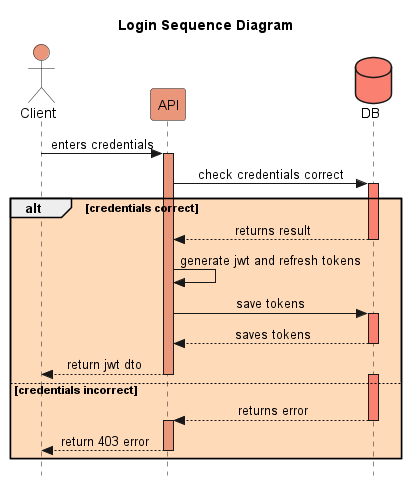 Login Sequence Diagram
Client
API
DB
enters credentials
check credentials correct
alt
[credentials correct]
returns result
generate jwt and refresh tokens
save tokens
saves tokens
return jwt dto
[credentials incorrect]
returns error
return 403 error